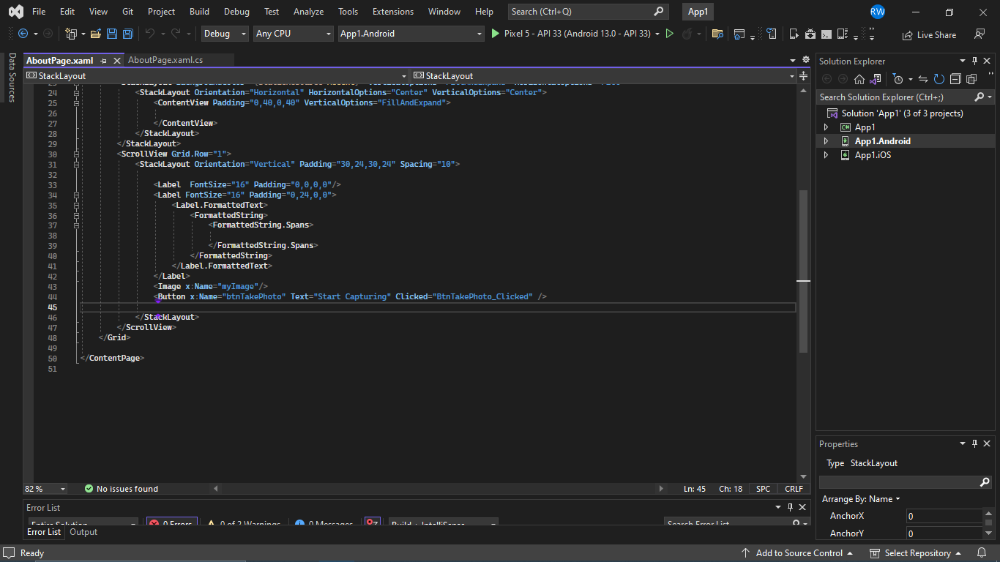 File Edit View Git Project Build Debug Test Analyze Tools Extensions Window Help Search (Ctrl+Q) App1 RW
Debug Any CPU App1.Android Pixel 5 - API 33 (Android 13.0 - API 33) Live Share
Data Sources
AboutPage.xaml AboutPage.xaml.cs
StackLayout StackLayout
24 <StackLayout Orientation="Horizontal" HorizontalOptions="Center" VerticalOptions="Center">
25 <ContentView Padding="0,40,0,40" VerticalOptions="FillAndExpand">
26
27 </ContentView>
28 </StackLayout>
29 </StackLayout>
30 <ScrollView Grid.Row="1">
31 <StackLayout Orientation="Vertical" Padding="30,24,30,24" Spacing="10">
32
33 <Label FontSize="16" Padding="0,0,0,0"/>
34 <Label FontSize="16" Padding="0,24,0,0">
35 <Label.FormattedText>
36 <FormattedString>
37 <FormattedString.Spans>
38
39 </FormattedString.Spans>
40 </FormattedString>
41 </Label.FormattedText>
42 </Label>
43 <Image x:Name="myImage"/>
44 <Button x:Name="btnTakePhoto" Text="Start Capturing" Clicked="BtnTakePhoto_Clicked" />
45
46 </StackLayout>
47 </ScrollView>
48 </Grid>
49
50 </ContentPage>
51
82 % No issues found Ln: 45 Ch: 18 SPC CRLF
Error List
Entire Solution 0 Errors 0 of 2 Warnings 0 Messages Build + IntelliSense Search Error List
Error List Output
Solution Explorer
Search Solution Explorer (Ctrl+;)
Solution 'App1' (3 of 3 projects)
App1
App1.Android
App1.iOS
Properties
Type StackLayout
Arrange By: Name
AnchorX 0
AnchorY 0
Ready Add to Source Control Select Repository